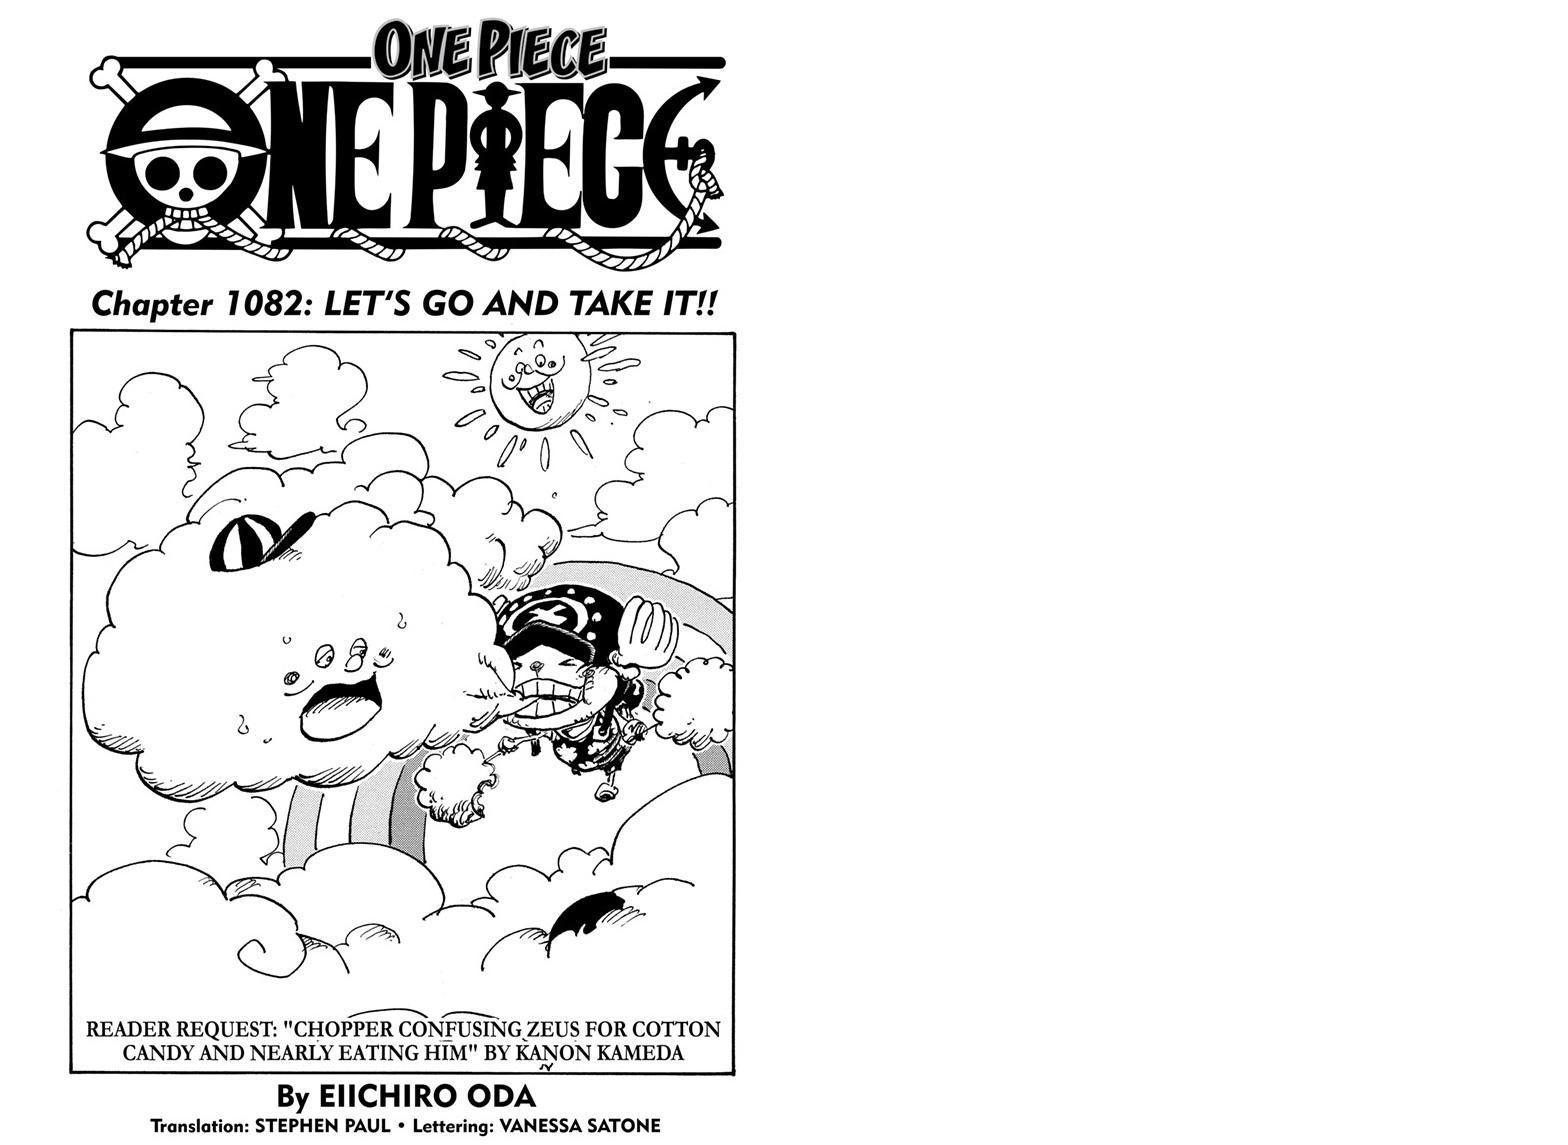 ONE PIECE
ONE PIECE
Chapter 1082: LET'S GO AND TAKE IT!!
READER REQUEST: "CHOPPER CONFUSING ZEUS FOR COTTON
CANDY AND NEARLY EATING HIM" BY KANON KAMEDA
By EIICHIRO ODA
Translation: STEPHEN PAUL • Lettering: VANESSA SATONE